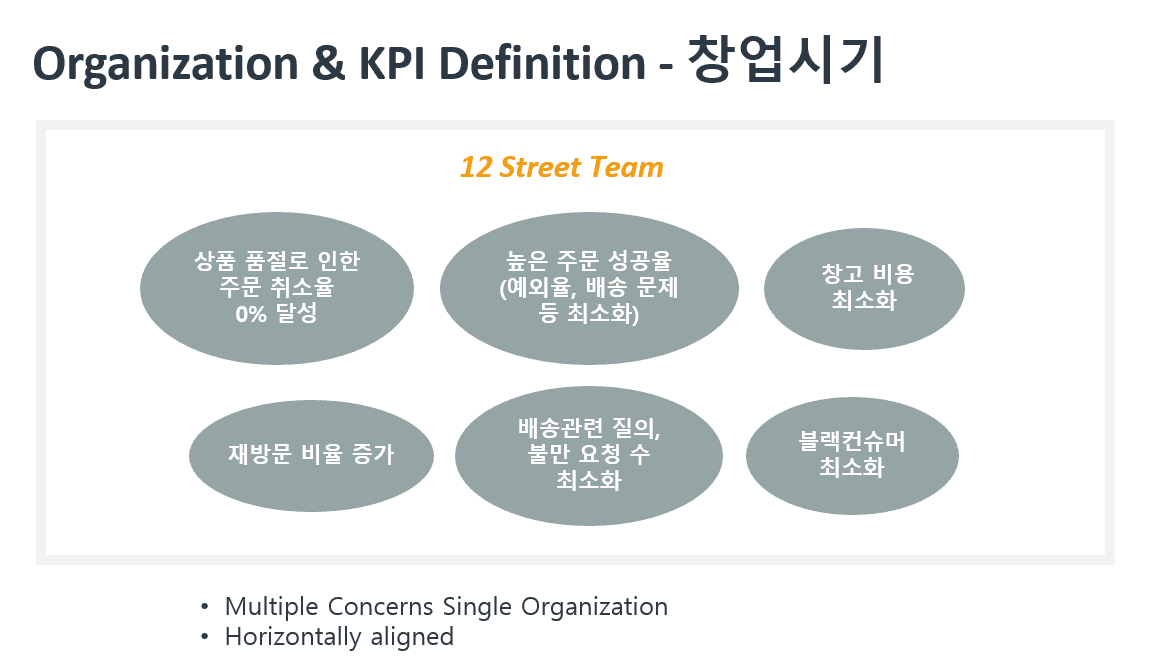 Organization & KPI Definition - 창업시기
12 Street Team
상품 품절로 인한
주문 취소율
0% 달성
높은 주문 성공율
(예외율, 배송 문제
등 최소화)
창고 비용
최소화
재방문 비율 증가
배송관련 질의,
불만 요청 수
최소화
블랙컨슈머
최소화
• Multiple Concerns Single Organization
• Horizontally aligned